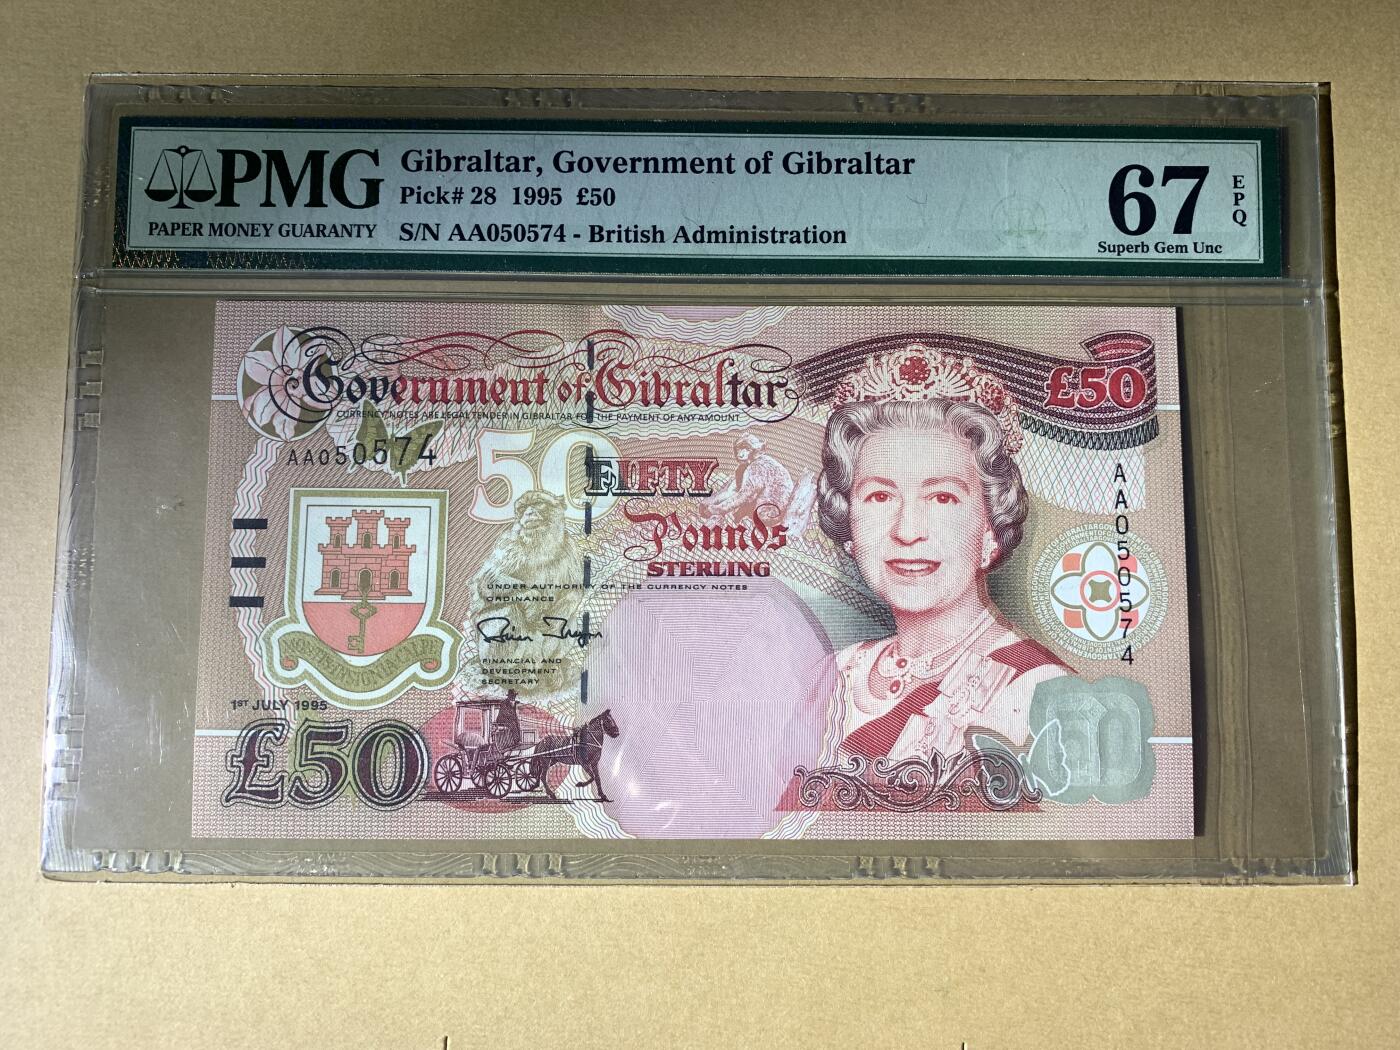 PMG
PAPER MONEY GUARANTY
Gibraltar, Government of Gibraltar
Pick# 28 1995 £50
S/N AA050574 - British Administration
67
EPQ
Superb Gem Unc
Government of Gibraltar
CURRENCY NOTES ARE LEGAL TENDER IN GIBRALTAR FOR THE PAYMENT OF ANY AMOUNT
£50
AA050574
50
FIFTY
Pounds
STERLING
AA050574
UNDER AUTHORITY OF THE CURRENCY NOTES
ORDINANCE
FINANCIAL AND
DEVELOPMENT
SECRETARY
1ST JULY 1995
£50
50